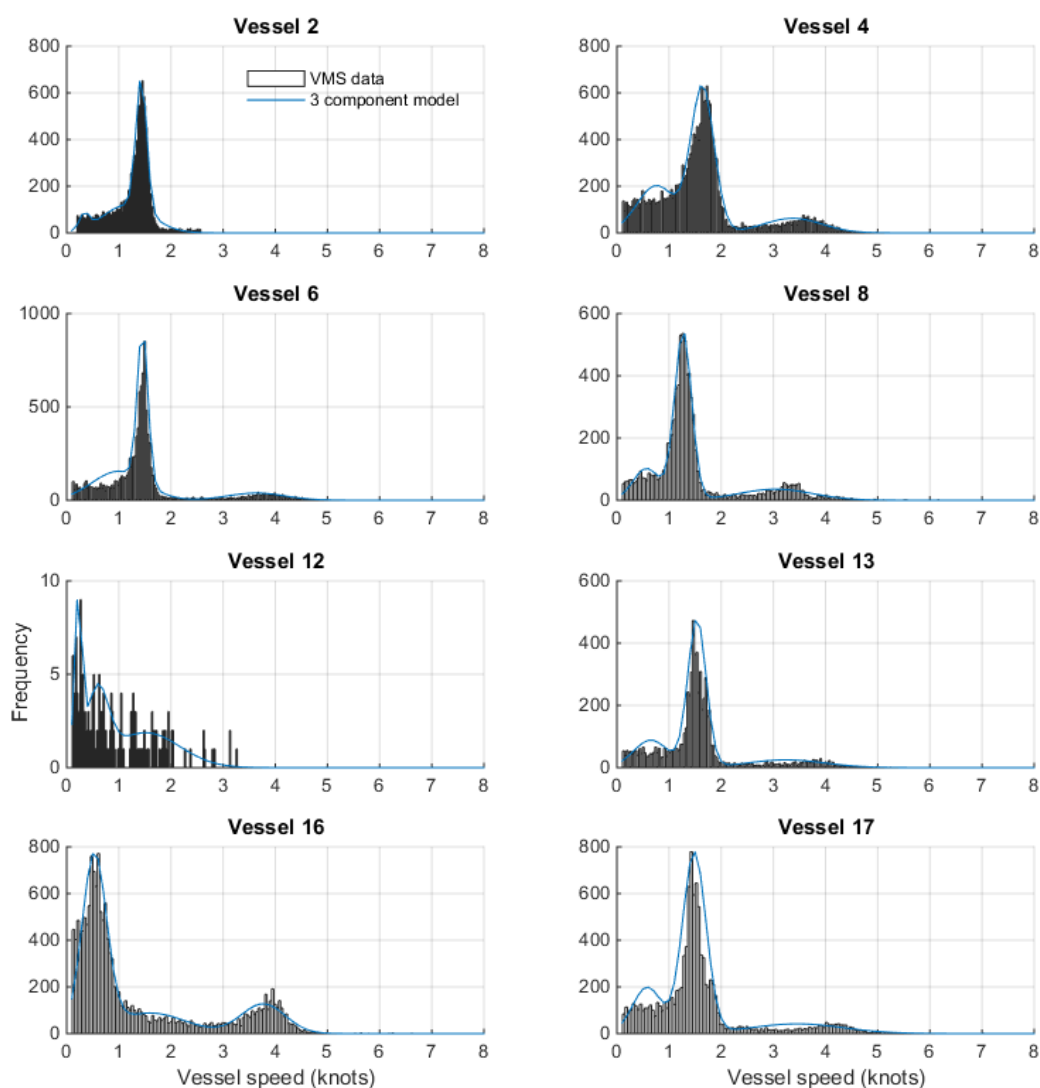 Vessel 2
800
600
400
200
0
0 1 2 3 4 5 6 7 8
VMS data
3 component model
Vessel 4
800
600
400
200
0
0 1 2 3 4 5 6 7 8
Vessel 6
1000
500
0
0 1 2 3 4 5 6 7 8
Vessel 8
600
400
200
0
0 1 2 3 4 5 6 7 8
Vessel 12
10
5
0
Frequency
0 1 2 3 4 5 6 7 8
Vessel 13
600
400
200
0
0 1 2 3 4 5 6 7 8
Vessel 16
800
600
400
200
0
0 1 2 3 4 5 6 7 8
Vessel speed (knots)
Vessel 17
800
600
400
200
0
0 1 2 3 4 5 6 7 8
Vessel speed (knots)